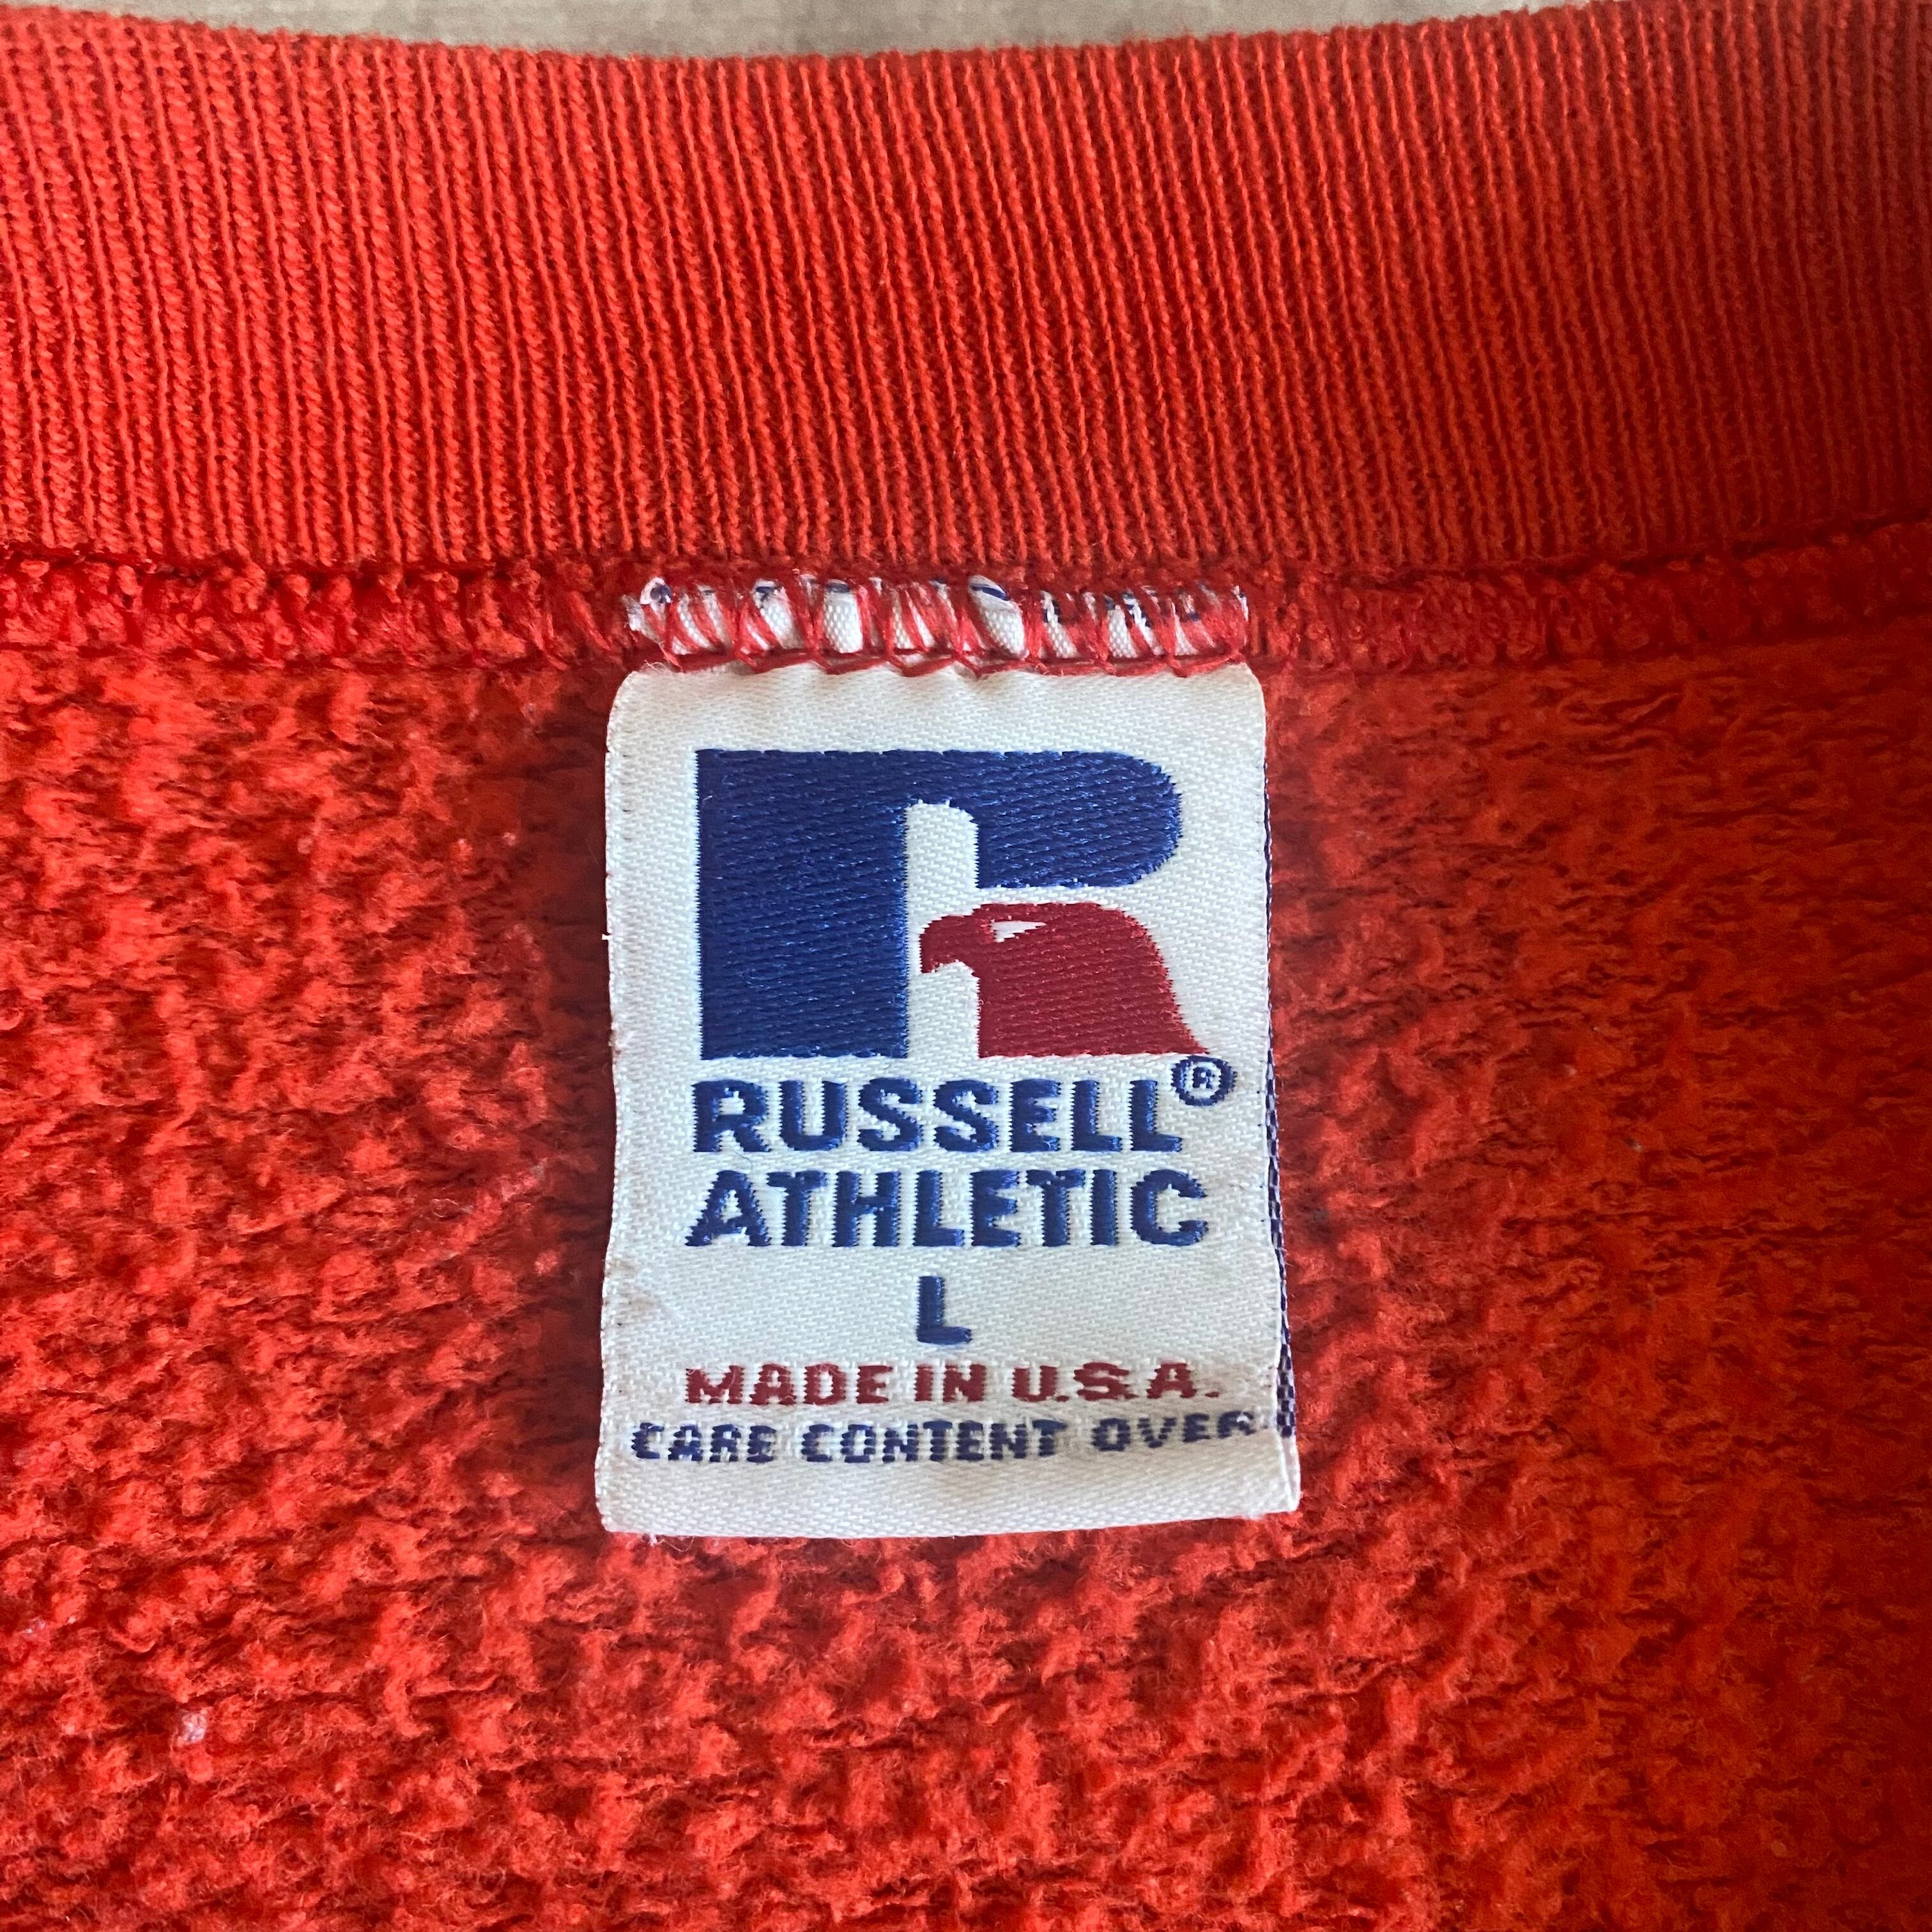 RUSSELL®
ATHLETIC
L
MADE IN U.S.A.
CARE CONTENT OVER